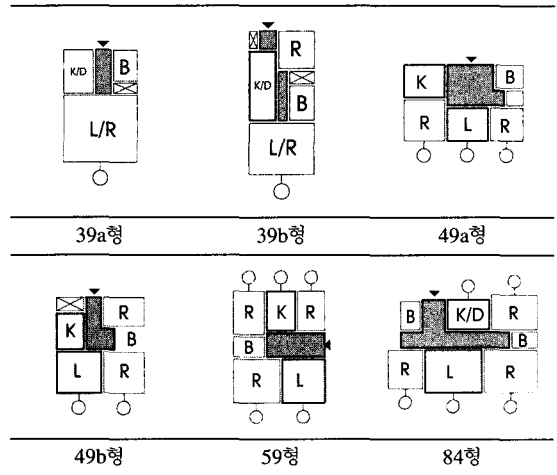 K/D B
L/R
R
K/D
B
L/R
K B
R L R
39a형 39b형 49a형
R
K B
L R
R K R
B
R L
B K/D R
B
R L R
49b형 59형 84형